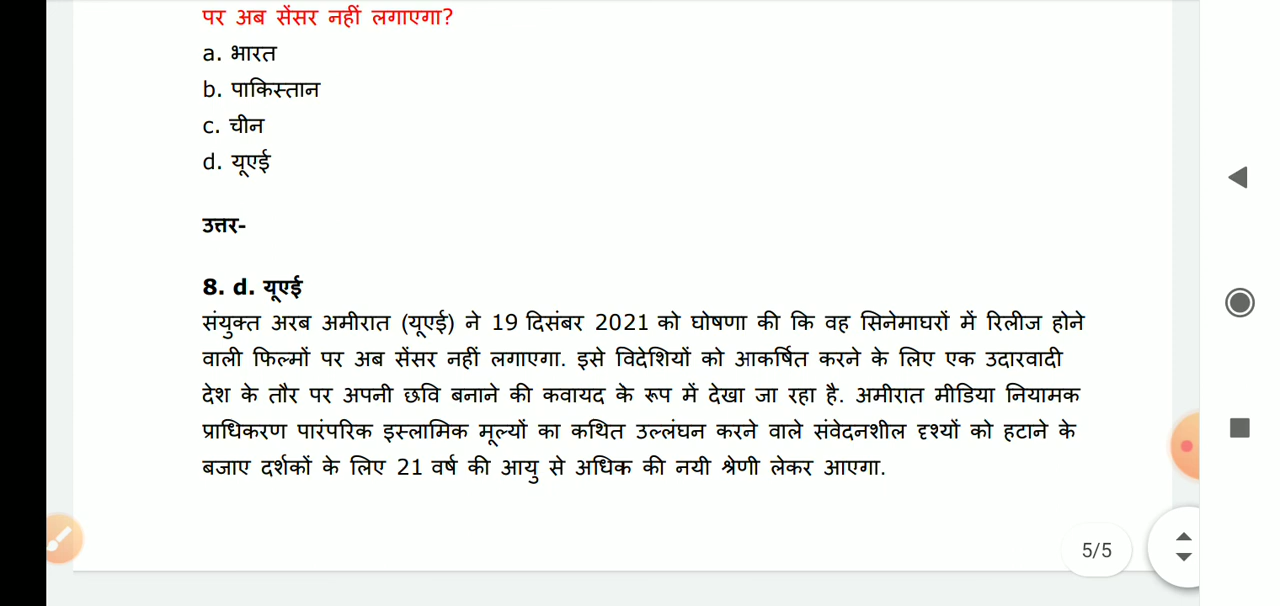 पर अब सेंसर नहीं लगाएगा?
a. भारत
b. पाकिस्तान
c. चीन
d. यूएई
उत्तर-
8. d. यूएई
संयुक्त अरब अमीरात (यूएई) ने 19 दिसंबर 2021 को घोषणा की कि वह सिनेमाघरों में रिलीज होने
वाली फिल्मों पर अब सेंसर नहीं लगाएगा. इसे विदेशियों को आकर्षित करने के लिए एक उदारवादी
देश के तौर पर अपनी छवि बनाने की कवायद के रूप में देखा जा रहा है. अमीरात मीडिया नियामक
प्राधिकरण पारंपरिक इस्लामिक मूल्यों का कथित उल्लंघन करने वाले संवेदनशील दृश्यों को हटाने के
बजाए दर्शकों के लिए 21 वर्ष की आयु से अधिक की नयी श्रेणी लेकर आएगा.
5/5